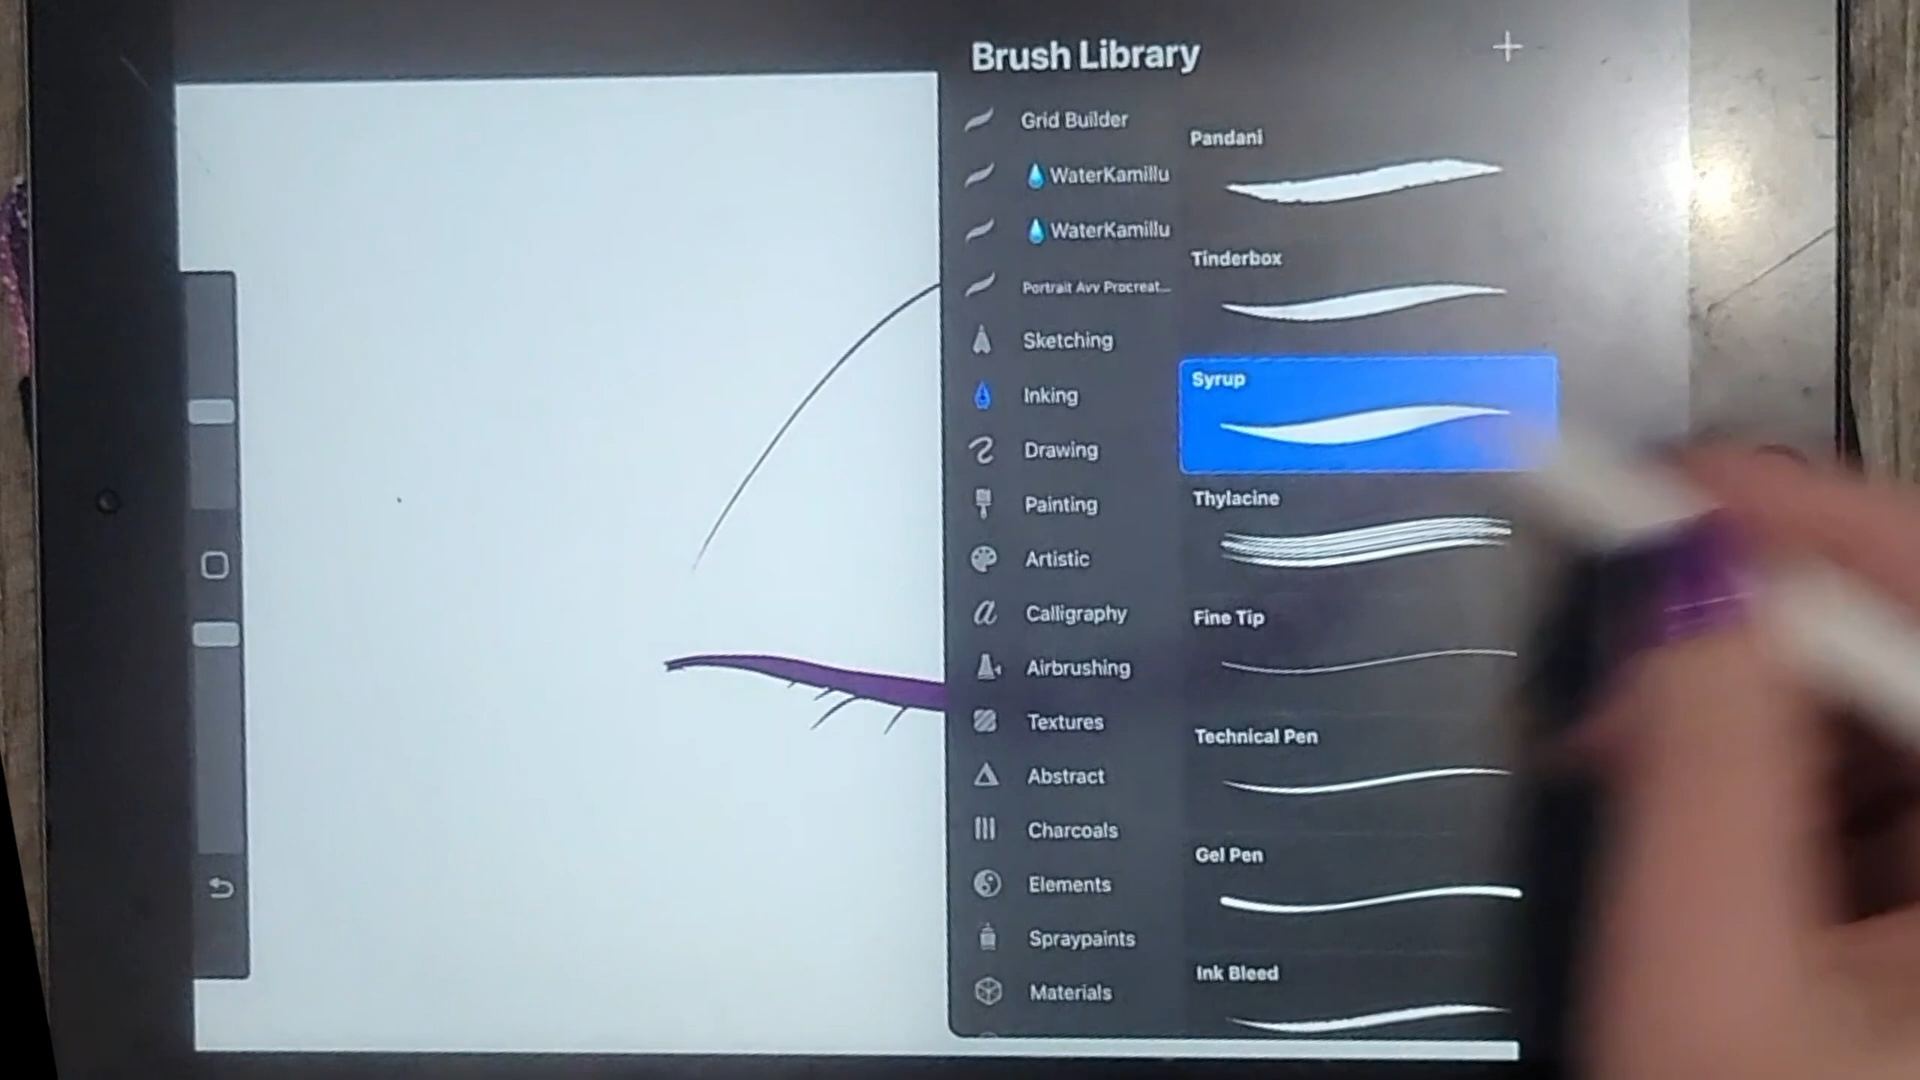 Brush Library
Grid Builder
💧WaterKamillu
💧WaterKamillu
Portrait Avv Procreat...
Sketching
Inking
Drawing
Painting
Artistic
Calligraphy
Airbrushing
Textures
Abstract
Charcoals
Elements
Spraypaints
Materials
Pandani
Tinderbox
Syrup
Thylacine
Fine Tip
Technical Pen
Gel Pen
Ink Bleed